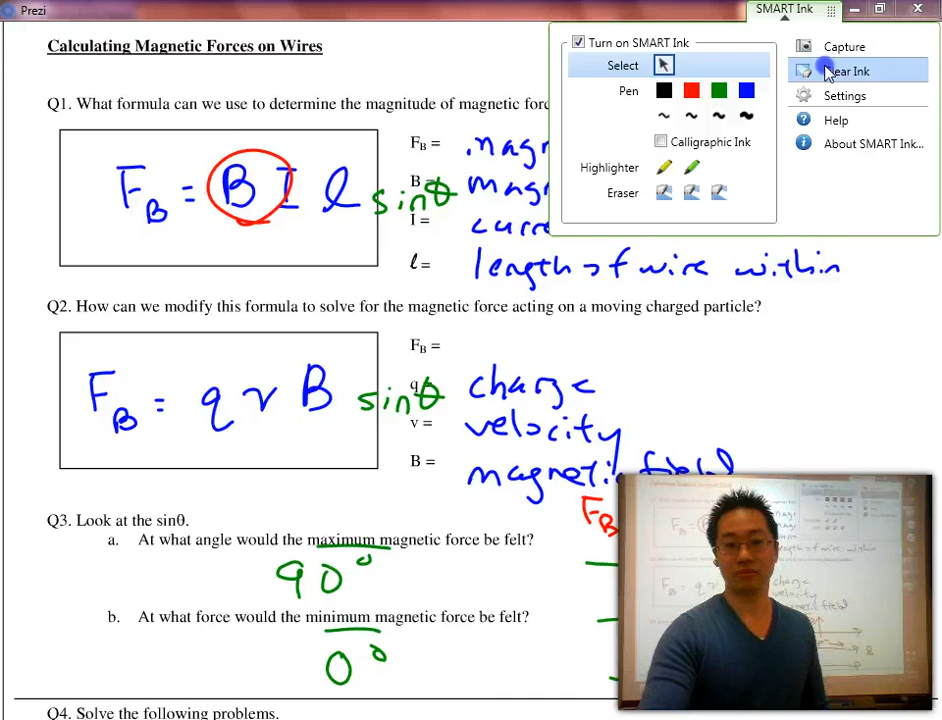 Prezi
SMART Ink
Calculating Magnetic Forces on Wires
Turn on SMART Ink
Capture
Select
ear Ink
Pen
Settings
Calligraphic Ink
Help
Highlighter
About SMART Ink...
Eraser
Q1. What formula can we use to determine the magnitude of magnetic forc
F_B = B I l sinθ
F_B =
B =
I =
ℓ =
length of wire within
Q2. How can we modify this formula to solve for the magnetic force acting on a moving charged particle?
F_B = q v B sinθ
F_B =
q = charge
v = velocity
B = magnetic field
F_B
Q3. Look at the sinθ.
a. At what angle would the maximum magnetic force be felt?
90°
b. At what force would the minimum magnetic force be felt?
0°
Q4. Solve the following problems.